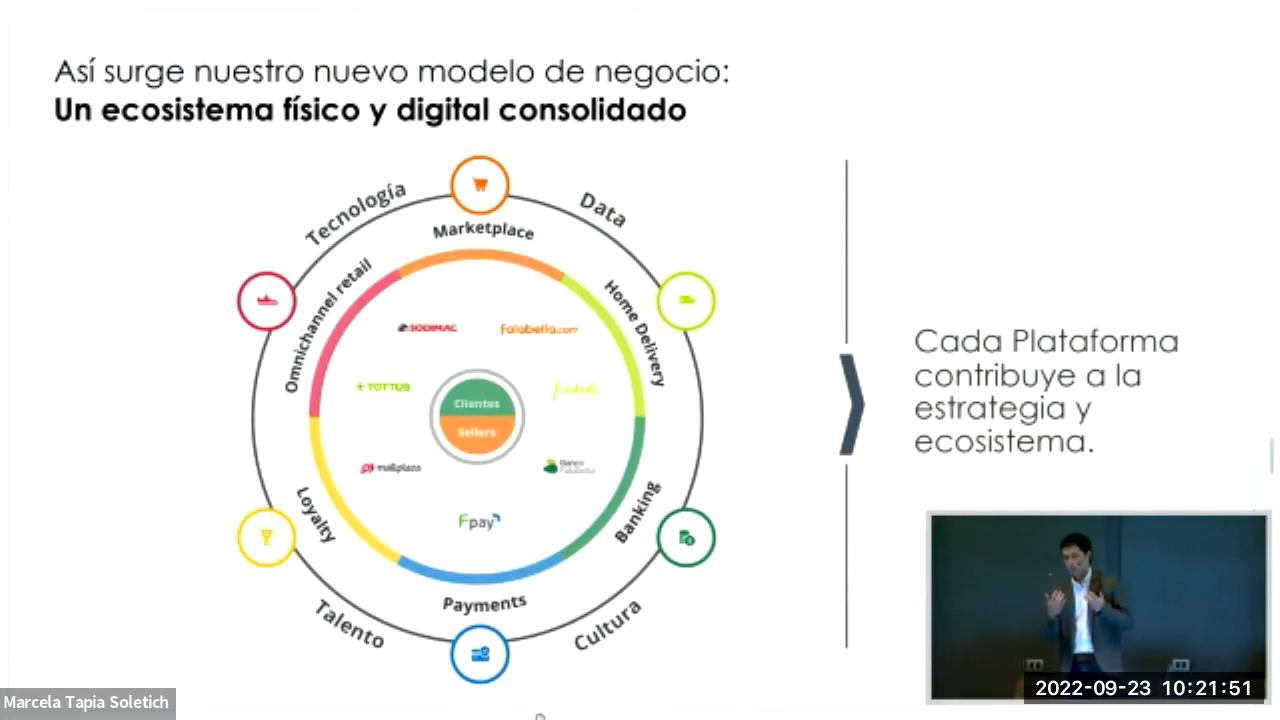 Así surge nuestro nuevo modelo de negocio:
Un ecosistema físico y digital consolidado
Tecnología
Data
Marketplace
Omnichannel retail
Home Delivery
SODIMAC
falabella.com
TOTTUS
falabella
Clientes
Sellers
mallplaza
Banco
Falabella
Fpay
Loyalty
Banking
Payments
Talento
Cultura
Cada Plataforma
contribuye a la
estrategia y
ecosistema.
Marcela Tapia Soletich
2022-09-23 10:21:51